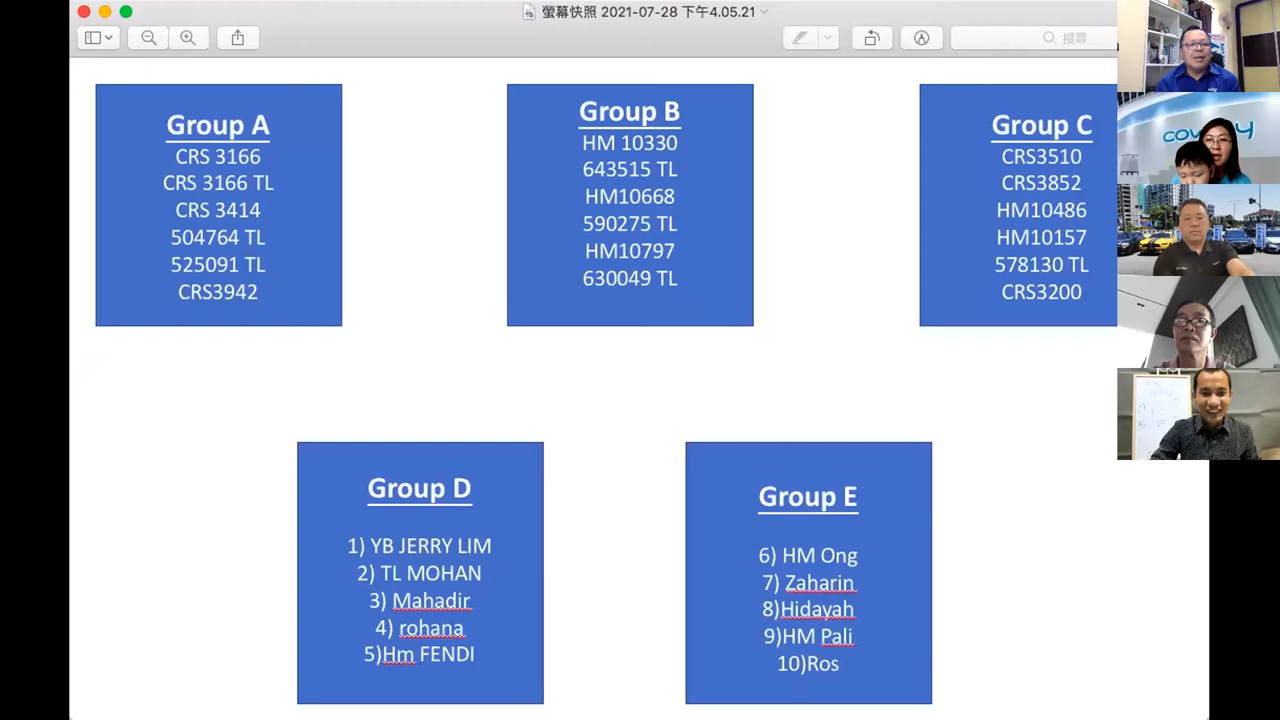 螢幕快照 2021-07-28 下午4.05.21
搜尋
Group A
CRS 3166
CRS 3166 TL
CRS 3414
504764 TL
525091 TL
CRS3942
Group B
HM 10330
643515 TL
HM10668
590275 TL
HM10797
630049 TL
Group C
CRS3510
CRS3852
HM10486
HM10157
578130 TL
CRS3200
Group D
1) YB JERRY LIM
2) TL MOHAN
3) Mahadir
4) rohana
5)Hm FENDI
Group E
6) HM Ong
7) Zaharin
8)Hidayah
9)HM Pali
10)Ros